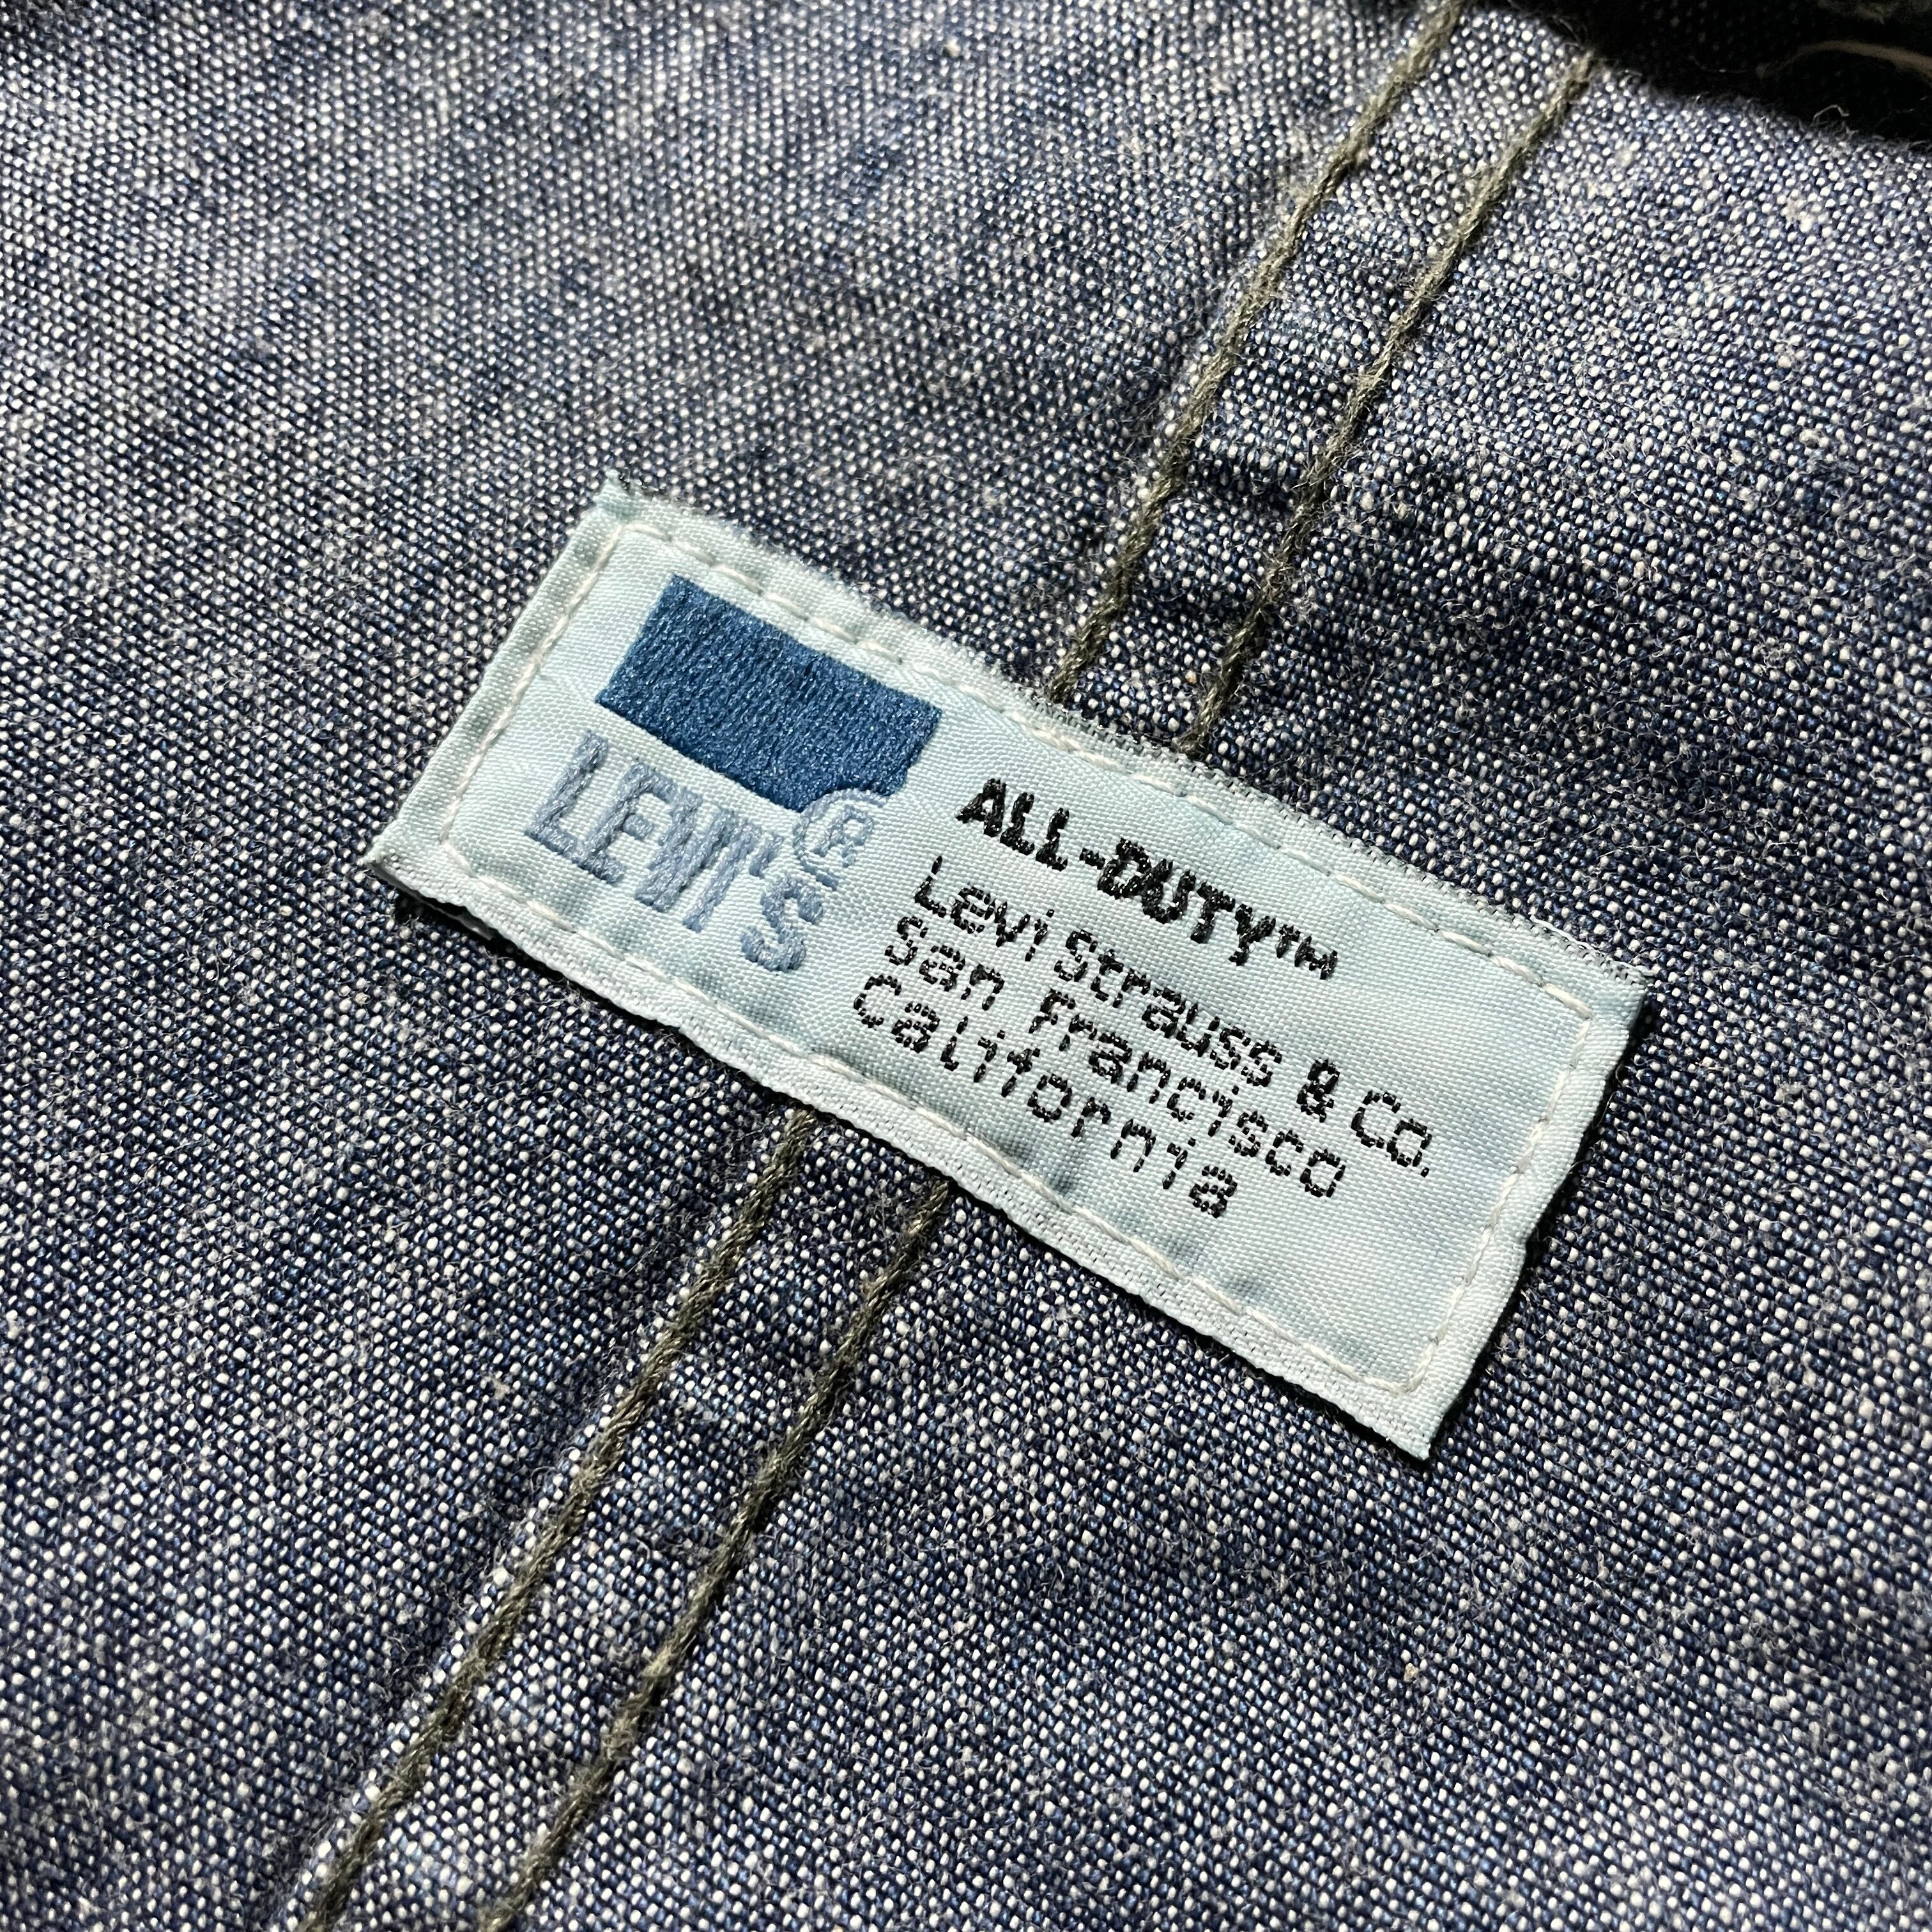 LEVI'S®
ALL-DUTY™
Levi Strauss & Co.
San Francisco
California